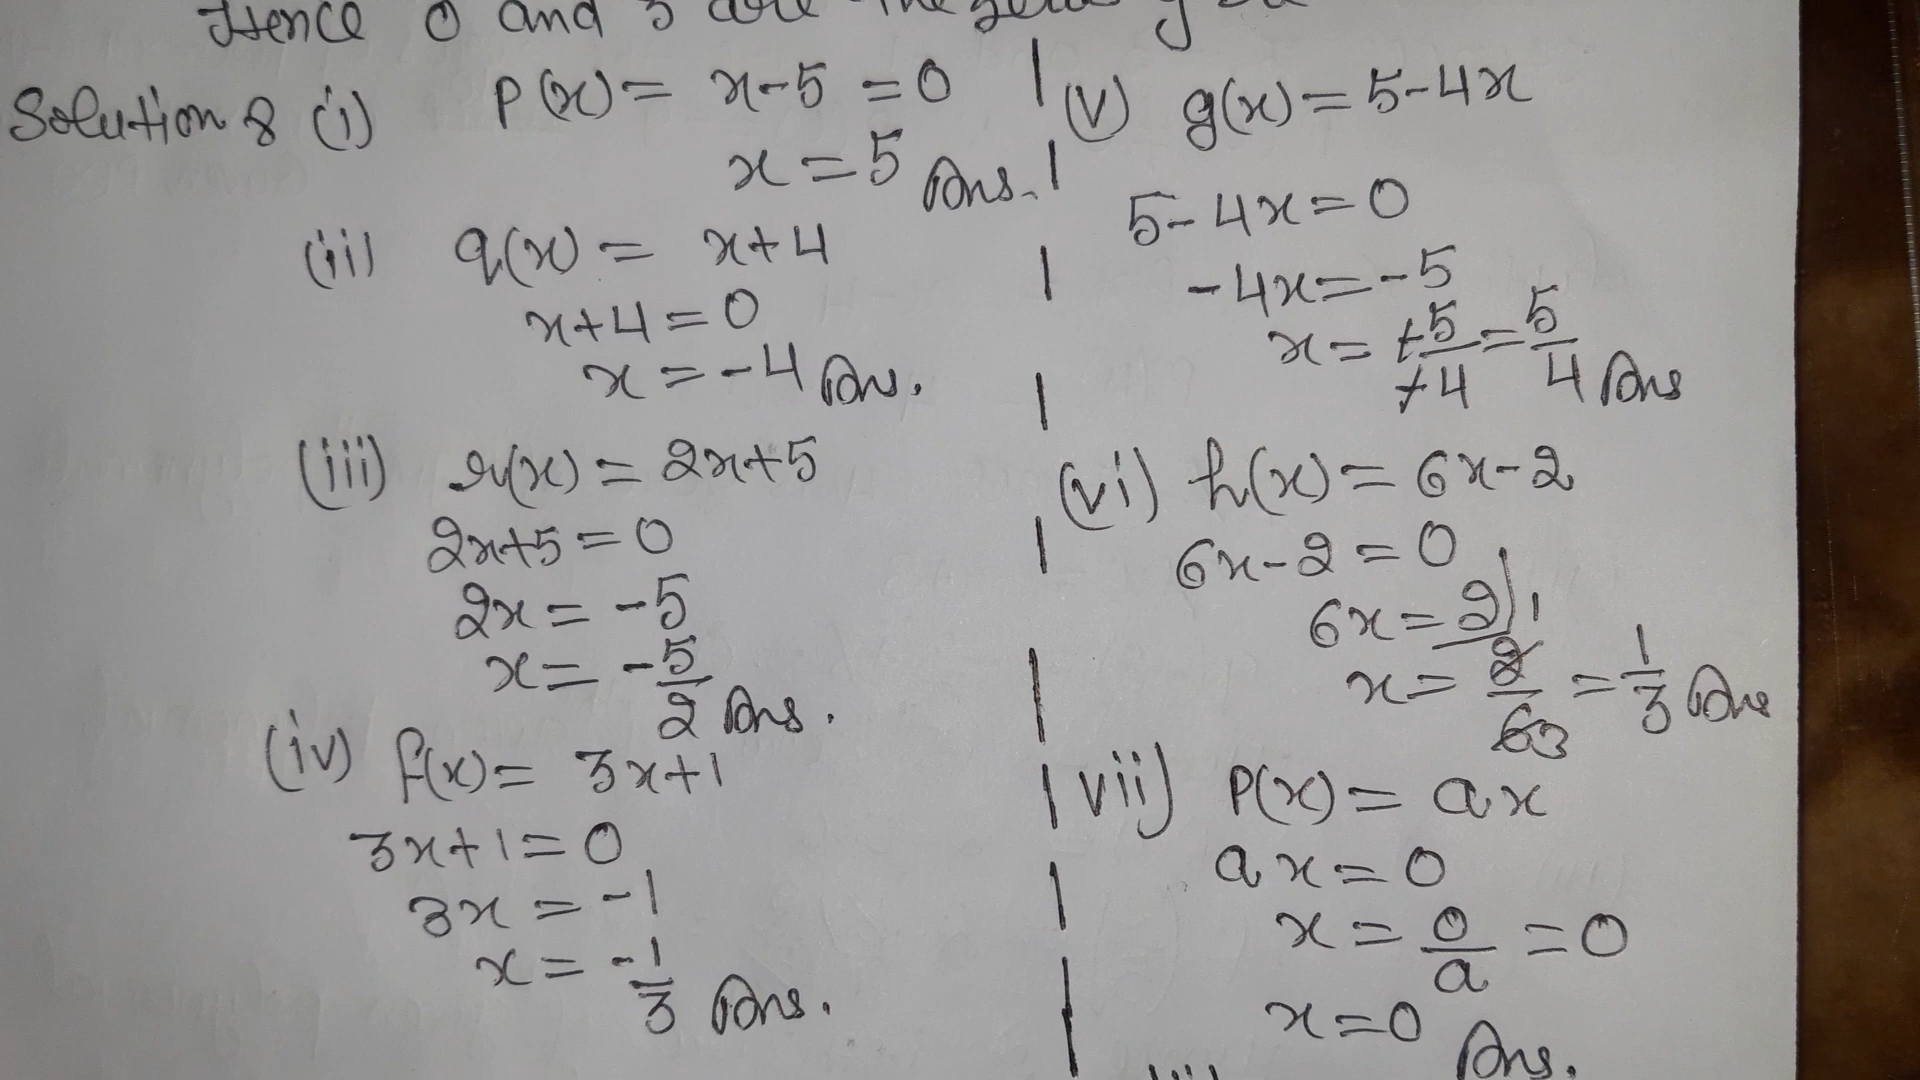 Hence 0 and 5 are the
Solution 8 (i) p(x) = x-5 = 0
x = 5 Ans.
(ii) q(x) = x+4
x+4 = 0
x = -4 Ans.
(iii) r(x) = 2x+5
2x+5 = 0
2x = -5
x = -5/2 Ans.
(iv) f(x) = 3x+1
3x+1 = 0
3x = -1
x = -1/3 Ans.
(v) g(x) = 5-4x
5-4x = 0
-4x = -5
x = +5/+4 = 5/4 Ans
(vi) h(x) = 6x-2
6x-2 = 0
6x = 2
x = 2/6 3 = 1/3 Ans
vii) P(x) = ax
ax = 0
x = 0/a = 0
x = 0 Ans.